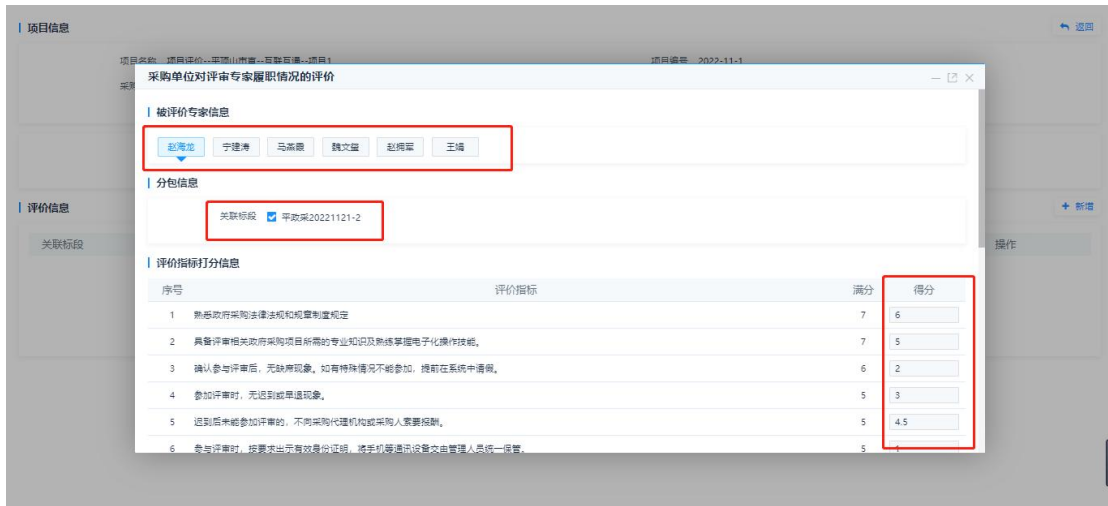 项目信息
返回
项目名称 项目评价--平顶山市直--互联互通--项目1
项目编号 2022-11-1
采购单位对评审专家履职情况的评价
被评价专家信息
赵海龙 宁建涛 马燕霞 魏文玺 赵拥军 王靖
分包信息
评价信息
新增
关联标段 平政采20221121-2
关联标段
操作
评价指标打分信息
序号 评价指标 满分 得分
1 熟悉政府采购法律法规和规章制度规定 7 6
2 具备评审相关政府采购项目所需的专业知识及熟练掌握电子化操作技能。 7 5
3 确认参与评审后，无缺席现象。如有特殊情况不能参加，提前在系统中请假。 6 2
4 参加评审时，无迟到或早退现象。 5 3
5 迟到后未能参加评审的，不向采购代理机构或采购人索要报酬。 5 4.5
6 参与评审时，按要求出示有效身份证明，将手机等通讯设备交由管理人员统一保管。 5 1